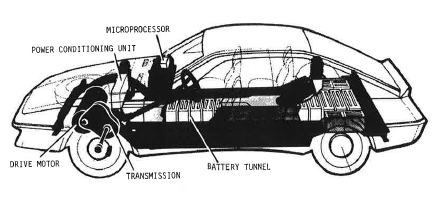 MICROPROCESSOR
POWER CONDITIONING UNIT
DRIVE MOTOR
TRANSMISSION
BATTERY TUNNEL